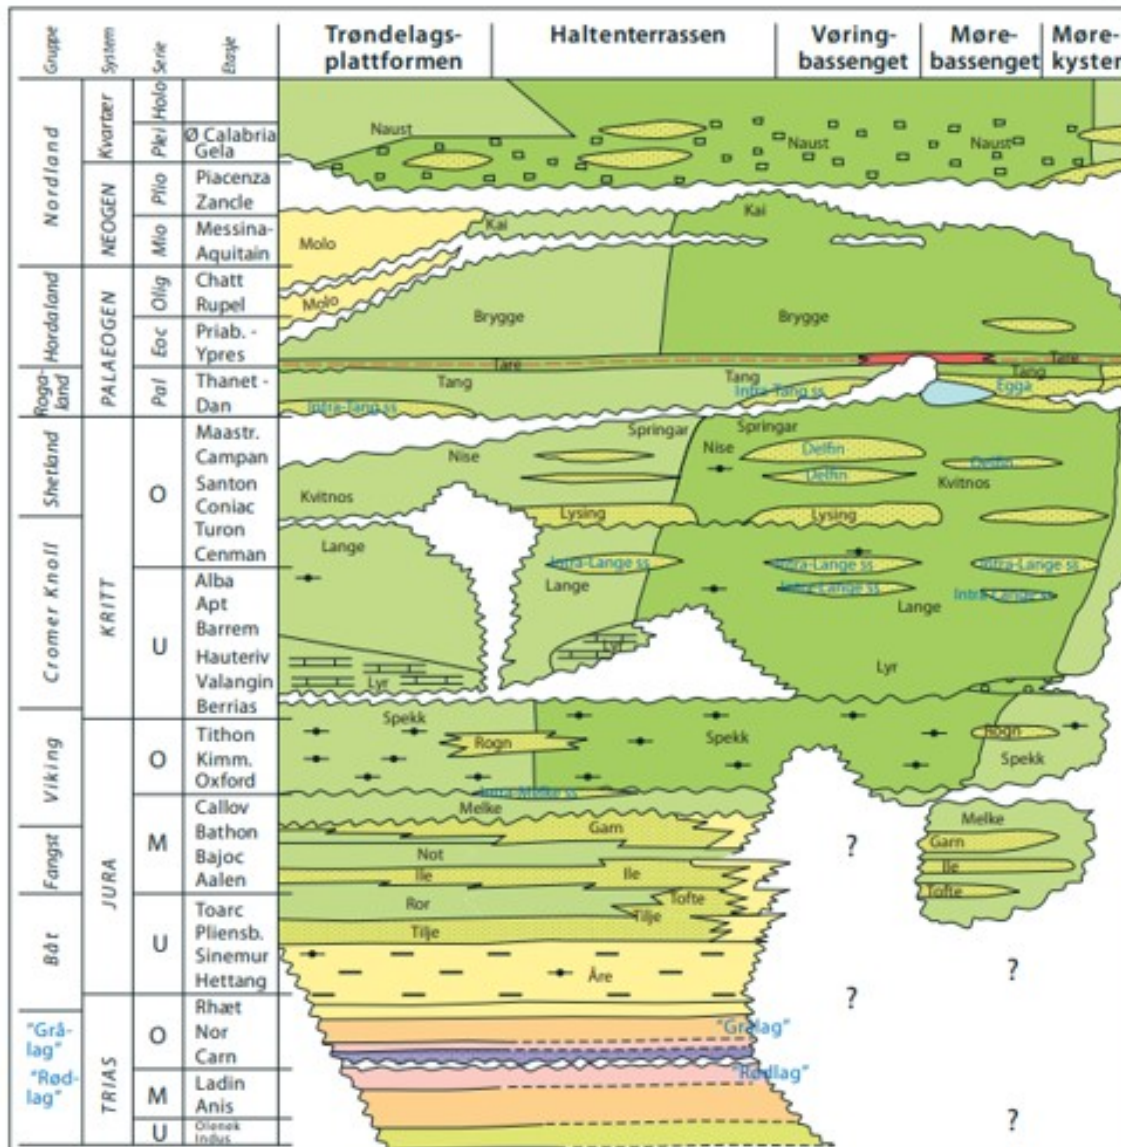 Gruppe
System
Serie
Etasje
Trøndelags-
plattformen
Haltenterrassen
Vøring-
bassenget
Møre-
bassenget
Møre-
kysten
Nordland
Kvartær
Holo
Plei
Ø Calabria
Gela
Naust
Naust
Naust
NEOGEN
Plio
Piacenza
Zancle
Mio
Messina-
Aquitain
Molo
Kai
Kai
Hordaland
PALAEOGEN
Olig
Chatt
Rupel
Molo
Eoc
Priab. -
Ypres
Brygge
Brygge
Tare
Tare
Roga-
land
Pal
Thanet -
Dan
Tang
Tang
Tang
Intra-Tang ss
Intra-Tang ss
Egga
Shetland
KRITT
O
Maastr.
Campan
Santon
Coniac
Turon
Cenman
Springar
Springar
Nise
Nise
Delfin
Delfin
Delfin
Kvitnos
Kvitnos
Lysing
Lysing
Cromer Knoll
Lange
Intra-Lange ss
Intra-Lange ss
Intra-Lange ss
Intra-Lange ss
Intra-Lange ss
Lange
Lange
U
Alba
Apt
Barrem
Hauteriv
Valangin
Berrias
Lyr
Lyr
Lyr
Viking
JURA
O
Tithon
Kimm.
Oxford
Spekk
Rogn
Spekk
Rogn
Spekk
Intra-Melke ss
M
Callov
Bathon
Bajoc
Aalen
Melke
Melke
Fangst
Garn
Garn
Not
Ile
Ile
Ile
Båt
U
Toarc
Pliensb.
Sinemur
Hettang
Ror
Tofte
Tofte
Tilje
Tilje
Åre
?
?
?
?
"Grå-
lag"
"Rød-
lag"
TRIAS
O
Rhæt
Nor
Carn
"Grålag"
"Rødlag"
M
Ladin
Anis
U
Olenek
Indus